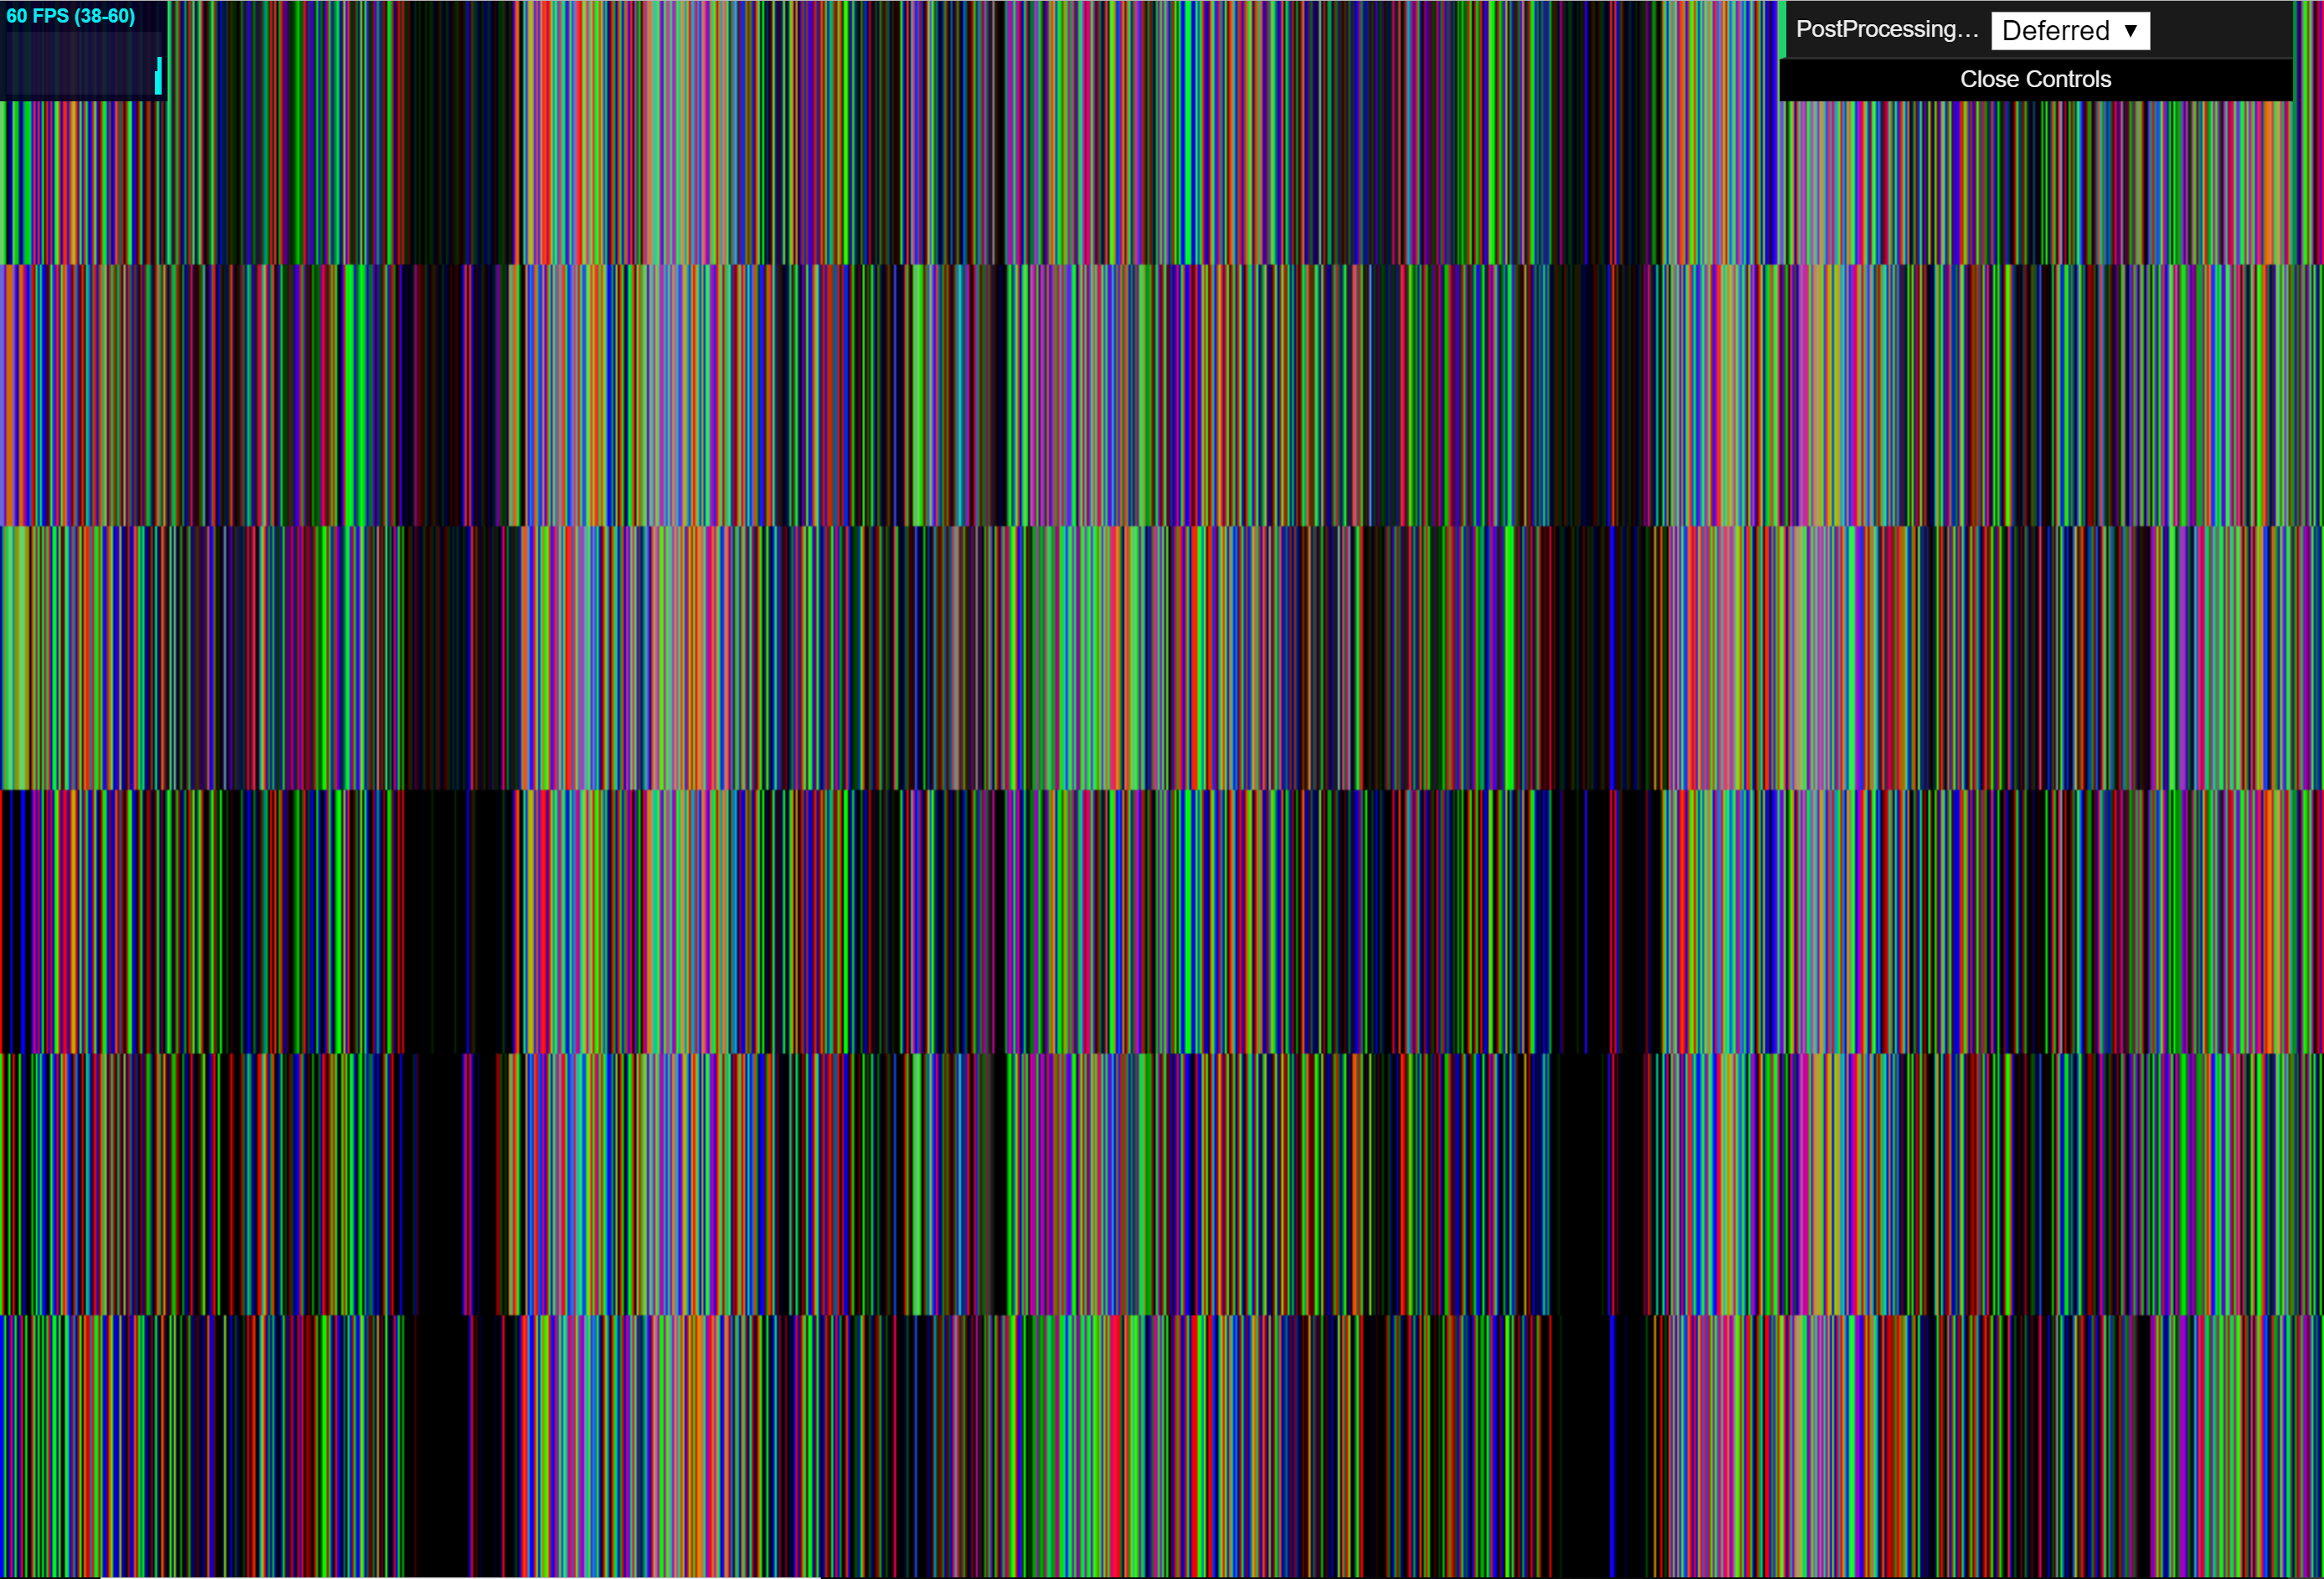 60 FPS (38-60)
PostProcessing... Deferred ▼
Close Controls